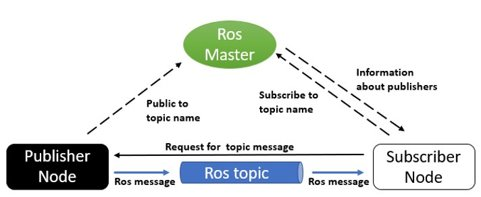 Ros
Master
Information
about publishers
Subscribe to
topic name
Public to
topic name
Request for topic message
Publisher
Node
Ros topic
Subscriber
Node
Ros message
Ros message